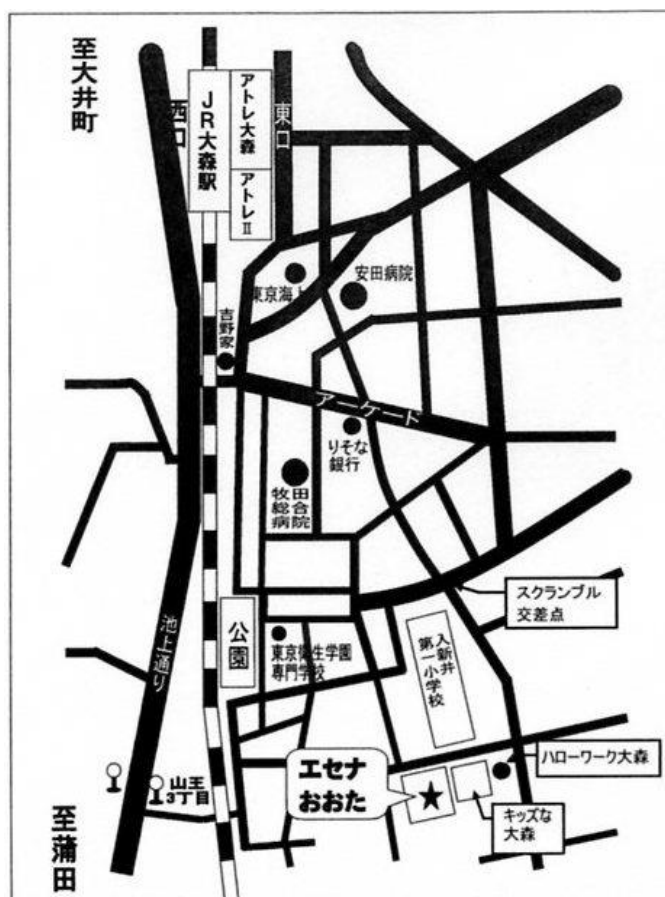 至大井町
西口
JR大森駅
アトレ大森
アトレⅡ
東口
東京海上
安田病院
吉野家
アーケード
りそな
銀行
牧田
総合
病院
スクランブル
交差点
公園
池上通り
東京衛生学園
専門学校
入新井
第一小学校
ハローワーク大森
エセナ
おおた
キッズな
大森
山王
3丁目
至蒲田